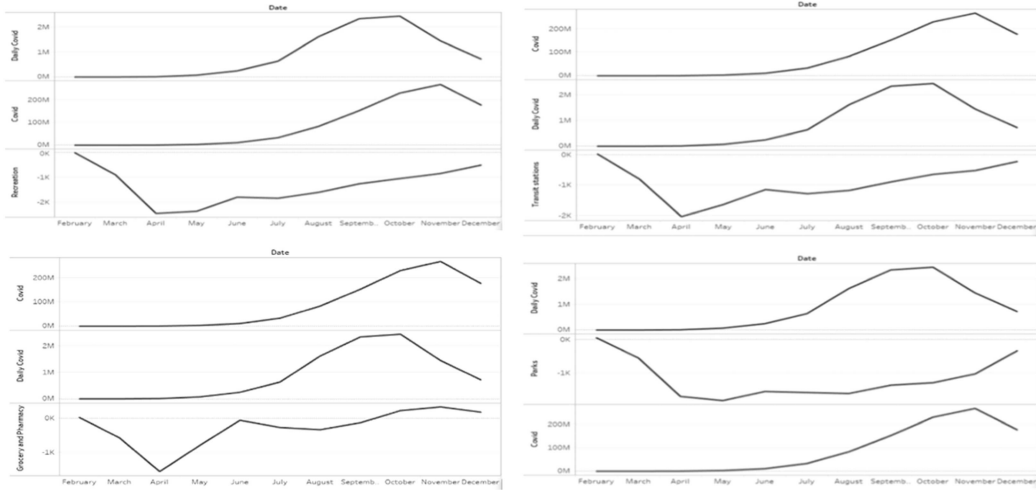 Date
Daily Covid
2M
1M
0M
Covid
200M
100M
0M
Recreation
0K
-1K
-2K
February March April May June July August Septemb.. October November December
Date
Covid
200M
100M
0M
Daily Covid
2M
1M
0M
Transit stations
0K
-1K
-2K
February March April May June July August Septemb.. October November December
Date
Covid
200M
100M
0M
Daily Covid
2M
1M
0M
Grocery and Pharmacy
0K
-1K
February March April May June July August Septemb.. October November December
Date
Daily Covid
2M
1M
0M
Parks
0K
-1K
Covid
200M
100M
0M
February March April May June July August Septemb.. October November December